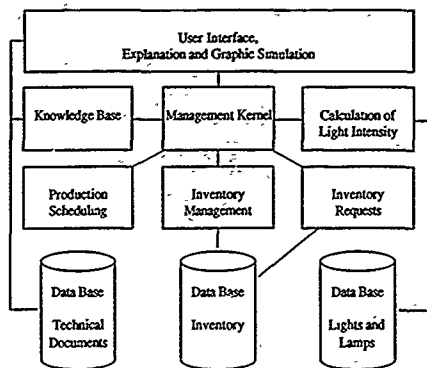 User Interface,
Explanation and Graphic Simulation
Knowledge Base
Management Kernel
Calculation of
Light Intensity
Production
Scheduling
Inventory
Management
Inventory
Requests
Data Base
Technical
Documents
Data Base
Inventory
Data Base
Lights and
Lamps